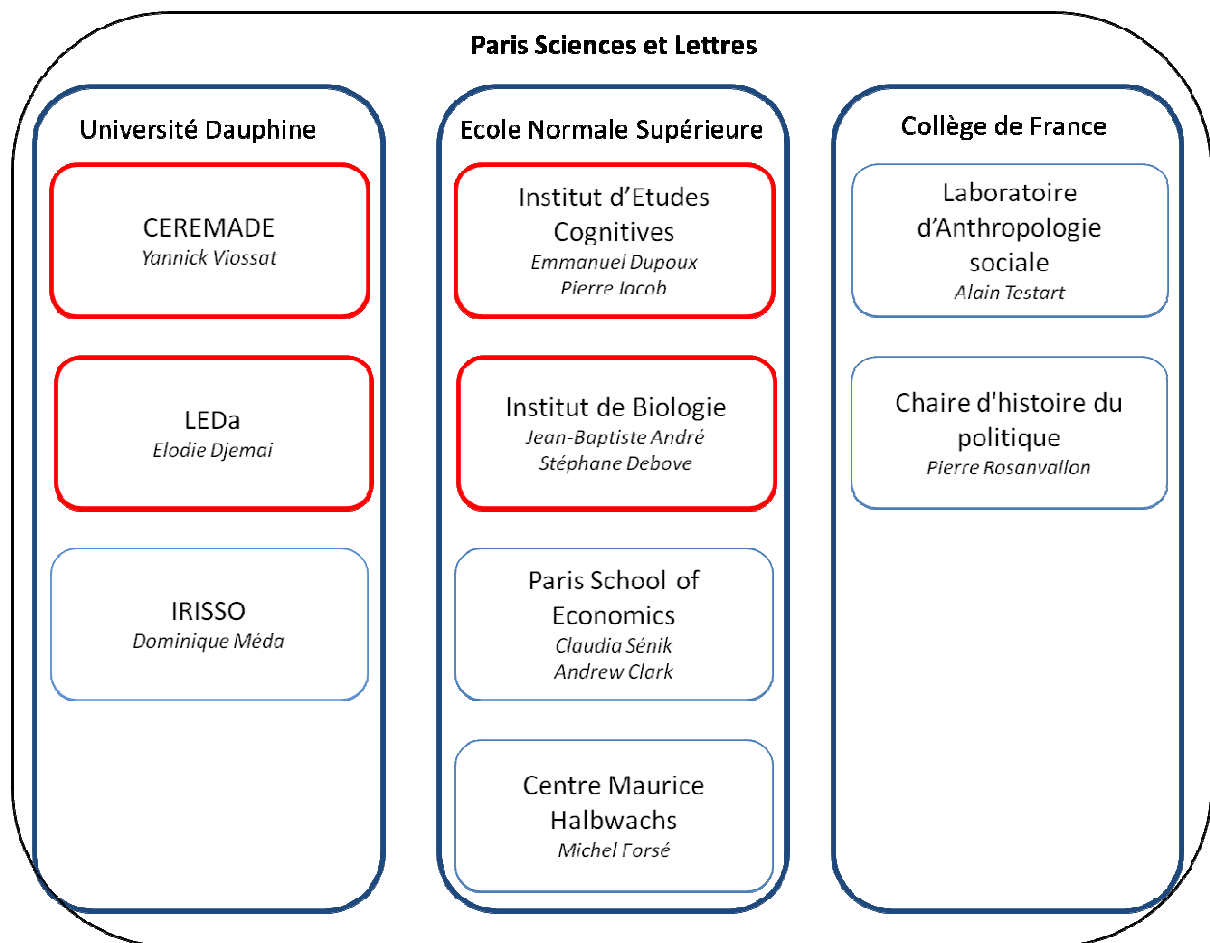 Paris Sciences et Lettres
Université Dauphine
CEREMADE
Yannick Viossat
LEDa
Elodie Djemai
IRISSO
Dominique Méda
Ecole Normale Supérieure
Institut d’Etudes
Cognitives
Emmanuel Dupoux
Pierre Jacob
Institut de Biologie
Jean-Baptiste André
Stéphane Debove
Paris School of
Economics
Claudia Sénik
Andrew Clark
Centre Maurice
Halbwachs
Michel Forsé
Collège de France
Laboratoire
d’Anthropologie
sociale
Alain Testart
Chaire d'histoire du
politique
Pierre Rosanvallon